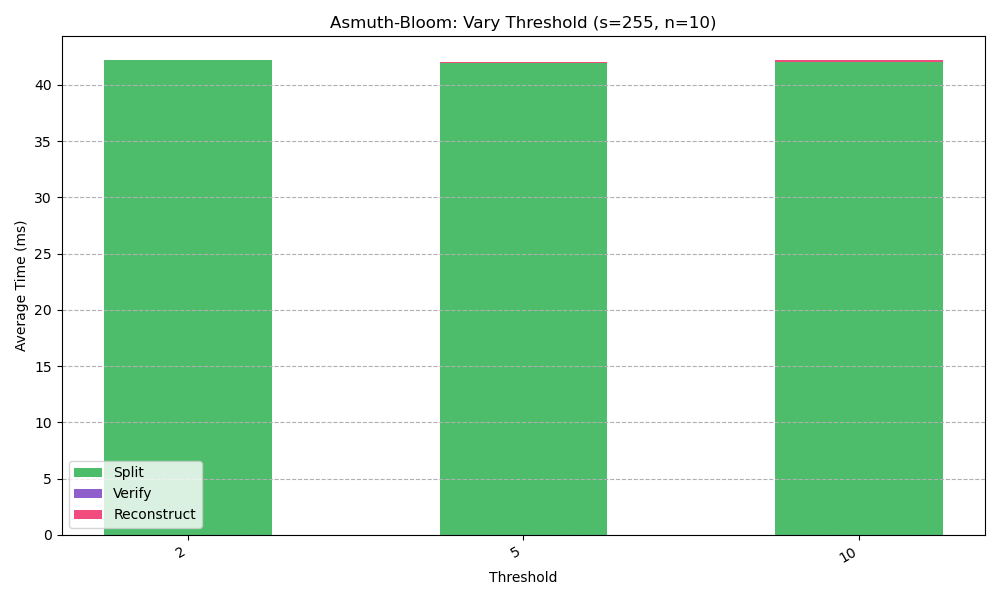 Asmuth-Bloom: Vary Threshold (s=255, n=10)
Average Time (ms)
40
35
30
25
20
15
10
5
0
Split
Verify
Reconstruct
2
5
10
Threshold